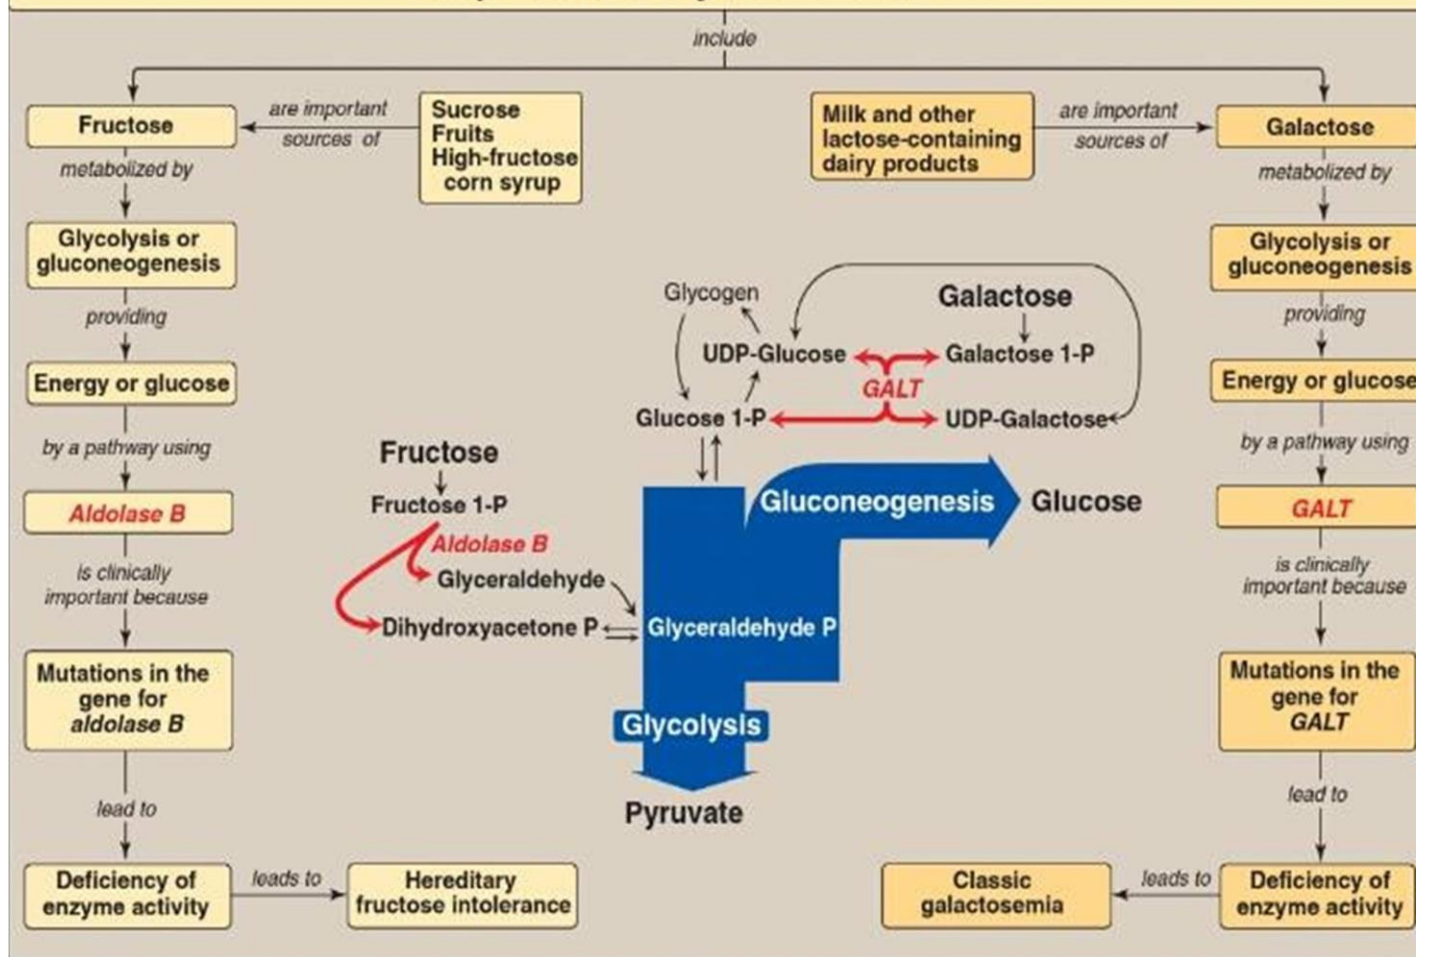 include
Fructose
are important
sources of
Sucrose
Fruits
High-fructose
corn syrup
Milk and other
lactose-containing
dairy products
are important
sources of
Galactose
metabolized by
metabolized by
Glycolysis or
gluconeogenesis
Glycolysis or
gluconeogenesis
providing
providing
Energy or glucose
Energy or glucose
by a pathway using
by a pathway using
Aldolase B
GALT
is clinically
important because
is clinically
important because
Mutations in the
gene for
aldolase B
Mutations in the
gene for
GALT
lead to
lead to
Deficiency of
enzyme activity
leads to
Hereditary
fructose intolerance
Classic
galactosemia
leads to
Deficiency of
enzyme activity
Glycogen
Galactose
UDP-Glucose
Galactose 1-P
GALT
Glucose 1-P
UDP-Galactose
Fructose
Fructose 1-P
Aldolase B
Glyceraldehyde
Dihydroxyacetone P
Glyceraldehyde P
Gluconeogenesis
Glucose
Glycolysis
Pyruvate